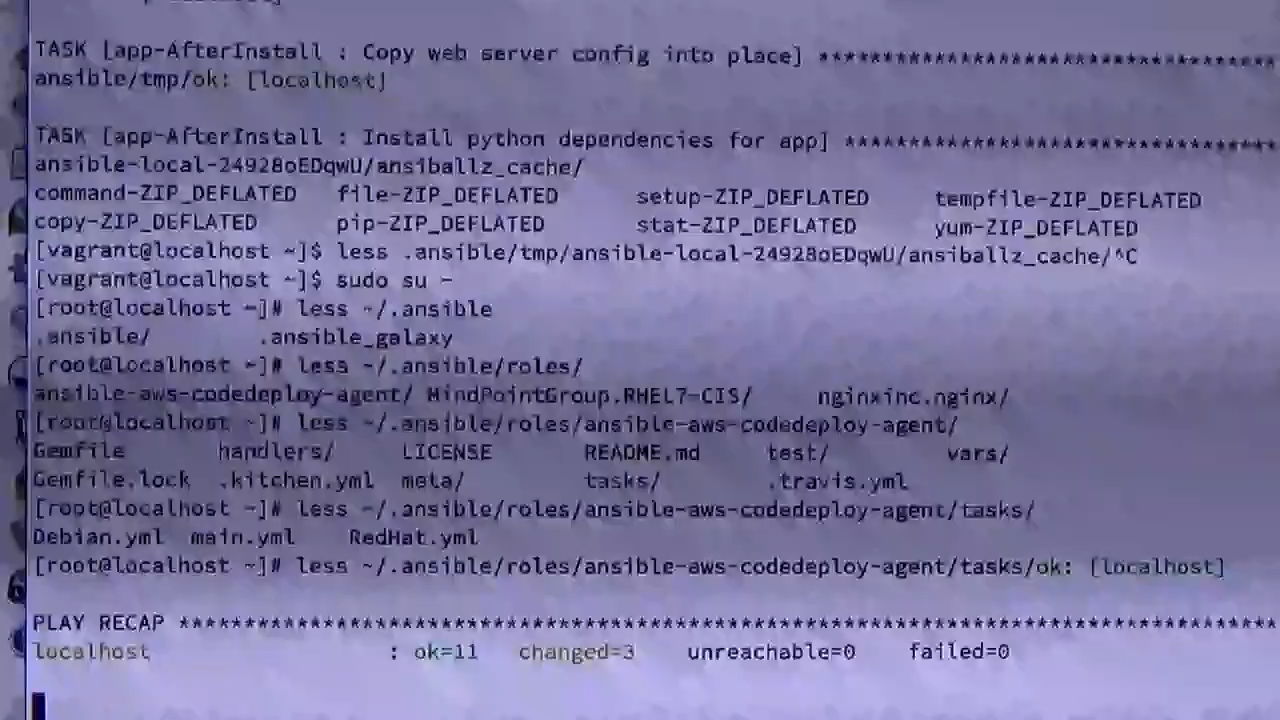 TASK [app-AfterInstall : Copy web server config into place] *********************************
ansible/tmp/ok: [localhost]
TASK [app-AfterInstall : Install python dependencies for app] *******************************
ansible-local-24928oEDqwU/ansiballz_cache/
command-ZIP_DEFLATED file-ZIP_DEFLATED setup-ZIP_DEFLATED tempfile-ZIP_DEFLATED
copy-ZIP_DEFLATED pip-ZIP_DEFLATED stat-ZIP_DEFLATED yum-ZIP_DEFLATED
[vagrant@localhost ~]$ less .ansible/tmp/ansible-local-24928oEDqwU/ansiballz_cache/^C
[vagrant@localhost ~]$ sudo su -
[root@localhost ~]# less ~/.ansible
.ansible/ .ansible_galaxy
[root@localhost ~]# less ~/.ansible/roles/
ansible-aws-codedeploy-agent/ MindPointGroup.RHEL7-CIS/ nginxinc.nginx/
[root@localhost ~]# less ~/.ansible/roles/ansible-aws-codedeploy-agent/
Gemfile handlers/ LICENSE README.md test/ vars/
Gemfile.lock .kitchen.yml meta/ tasks/ .travis.yml
[root@localhost ~]# less ~/.ansible/roles/ansible-aws-codedeploy-agent/tasks/
Debian.yml main.yml RedHat.yml
[root@localhost ~]# less ~/.ansible/roles/ansible-aws-codedeploy-agent/tasks/ok: [localhost]
PLAY RECAP **********************************************************************************
localhost : ok=11 changed=3 unreachable=0 failed=0